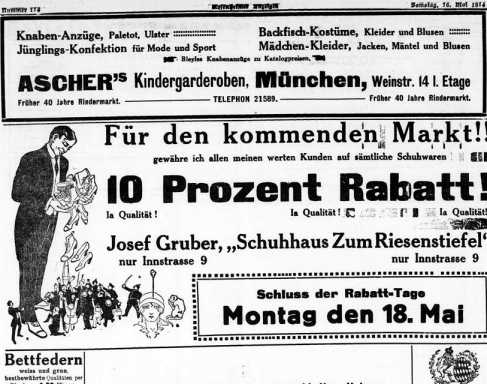 Samstag, 16. Mai 1914
Knaben-Anzüge, Paletot, Ulster
Jünglings-Konfektion für Mode und Sport
Backfisch-Kostüme, Kleider und Blusen
Mädchen-Kleider, Jacken, Mäntel und Blusen
Bleyles Knabenanzüge zu Katalogpreisen,
ASCHER'S Kindergarderoben, München, Weinstr. 14 I. Etage
Früher 40 Jahre Rindermarkt. TELEPHON 21589. Früher 40 Jahre Rindermarkt.
Für den kommenden Markt!!
gewähre ich allen meinen werten Kunden auf sämtliche Schuhwaren
10 Prozent Rabatt!
Ia Qualität! Ia Qualität! Ia Qualität!
Josef Gruber, „Schuhhaus Zum Riesenstiefel"
nur Innstrasse 9 nur Innstrasse 9
Schluss der Rabatt-Tage
Montag den 18. Mai
Bettfedern
weiss und grau,
bestbewährte Qualitäten per